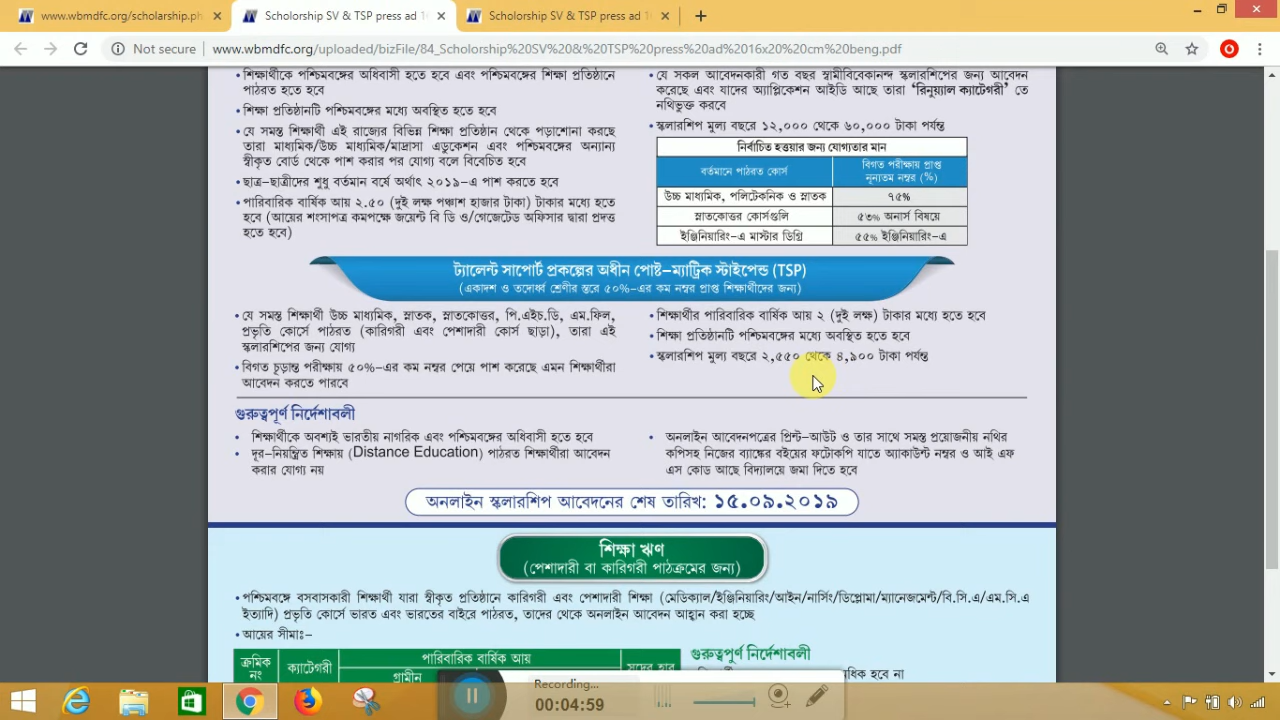 www.wbmdfc.org/scholarship.ph
Scholorship SV & TSP press ad 1
Scholorship SV & TSP press ad 1
Not secure
www.wbmdfc.org/uploaded/bizFile/84_Scholorship%20SV%20&%20TSP%20press%20ad%2016x20%20cm%20beng.pdf
• শিক্ষার্থীকে পশ্চিমবঙ্গের অধিবাসী হতে হবে এবং পশ্চিমবঙ্গের শিক্ষা প্রতিষ্ঠানে
পাঠরত হতে হবে
• শিক্ষা প্রতিষ্ঠানটি পশ্চিমবঙ্গের মধ্যে অবস্থিত হতে হবে
• যে সমস্ত শিক্ষার্থী এই রাজ্যের বিভিন্ন শিক্ষা প্রতিষ্ঠান থেকে পড়াশোনা করছে
তারা মাধ্যমিক/উচ্চ মাধ্যমিক/মাদ্রাসা এডুকেশন এবং পশ্চিমবঙ্গের অন্যান্য
স্বীকৃত বোর্ড থেকে পাশ করার পর যোগ্য বলে বিবেচিত হবে
• ছাত্র-ছাত্রীদের শুধু বর্তমান বর্ষে অর্থাৎ ২০১৯-এ পাশ করতে হবে
• পারিবারিক বার্ষিক আয় ২.৫০ (দুই লক্ষ পঞ্চাশ হাজার টাকা) টাকার মধ্যে হতে
হবে (আয়ের শংসাপত্র কমপক্ষে জয়েন্ট বি ডি ও/গেজেটেড অফিসার দ্বারা প্রদত্ত
হতে হবে)
• যে সকল আবেদনকারী গত বছর স্বামীবিবেকানন্দ স্কলারশিপের জন্য আবেদন
করেছে এবং যাদের অ্যাপ্লিকেশন আইডি আছে তারা ‘রিনুয়্যাল ক্যাটেগরী’ তে
নথিভুক্ত করবে
• স্কলারশিপ মুল্য বছরে ১২,০০০ থেকে ৬০,০০০ টাকা পর্যন্ত
নির্বাচিত হওয়ার জন্য যোগ্যতার মান
বর্তমানে পাঠরত কোর্স
বিগত পরীক্ষায় প্রাপ্ত
নূন্যতম নম্বর (%)
উচ্চ মাধ্যমিক, পলিটেকনিক ও স্নাতক
৭৫%
স্নাতকোত্তর কোর্সগুলি
৫৩% অনার্স বিষয়ে
ইঞ্জিনিয়ারিং-এ মাস্টার ডিগ্রি
৫৫% ইঞ্জিনিয়ারিং-এ
ট্যালেন্ট সাপোর্ট প্রকল্পের অধীন পোষ্ট-ম্যাট্রিক স্টাইপেন্ড (TSP)
(একাদশ ও তদোর্ধ্ব শ্রেণীর স্তরে ৫০%-এর কম নম্বর প্রাপ্ত শিক্ষার্থীদের জন্য)
• যে সমস্ত শিক্ষার্থী উচ্চ মাধ্যমিক, স্নাতক, স্নাতকোত্তর, পি.এইচ.ডি, এম.ফিল,
প্রভৃতি কোর্সে পাঠরত (কারিগরী এবং পেশাদারী কোর্স ছাড়া), তারা এই
স্কলারশিপের জন্য যোগ্য
• বিগত চূড়ান্ত পরীক্ষায় ৫০%-এর কম নম্বর পেয়ে পাশ করেছে এমন শিক্ষার্থীরা
আবেদন করতে পারবে
• শিক্ষার্থীর পারিবারিক বার্ষিক আয় ২ (দুই লক্ষ) টাকার মধ্যে হতে হবে
• শিক্ষা প্রতিষ্ঠানটি পশ্চিমবঙ্গের মধ্যে অবস্থিত হতে হবে
• স্কলারশিপ মুল্য বছরে ২,৫৫০ থেকে ৪,৯০০ টাকা পর্যন্ত
গুরুত্বপূর্ণ নির্দেশাবলী
• শিক্ষার্থীকে অবশ্যই ভারতীয় নাগরিক এবং পশ্চিমবঙ্গের অধিবাসী হতে হবে
• দূর-নিয়ন্ত্রিত শিক্ষায় (Distance Education) পাঠরত শিক্ষার্থীরা আবেদন
করার যোগ্য নয়
• অনলাইন আবেদনপত্রের প্রিন্ট-আউট ও তার সাথে সমস্ত প্রয়োজনীয় নথির
কপিসহ নিজের ব্যাঙ্কের বইয়ের ফটোকপি যাতে অ্যাকাউন্ট নম্বর ও আই এফ
এস কোড আছে বিদ্যালয়ে জমা দিতে হবে
অনলাইন স্কলারশিপ আবেদনের শেষ তারিখ: ১৫.০৯.২০১৯
শিক্ষা ঋণ
(পেশাদারী বা কারিগরী পাঠক্রমের জন্য)
• পশ্চিমবঙ্গে বসবাসকারী শিক্ষার্থী যারা স্বীকৃত প্রতিষ্ঠানে কারিগরী এবং পেশাদারী শিক্ষা (মেডিক্যাল/ইঞ্জিনিয়ারিং/আইন/নার্সিং/ডিপ্লোমা/ম্যানেজমেন্ট/বি.সি.এ/এম.সি.এ
ইত্যাদি) প্রভৃতি কোর্সে ভারত এবং ভারতের বাইরে পাঠরত, তাদের থেকে অনলাইন আবেদন আহ্বান করা হচ্ছে
• আয়ের সীমাঃ-
ক্রমিক
নং
ক্যাটেগরী
পারিবারিক বার্ষিক আয়
গ্রামীন
সুদের হার
গুরুত্বপূর্ণ নির্দেশাবলী
ধিক হবে না
Recording...
00:04:59